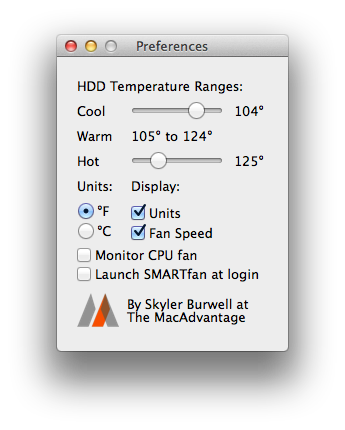 Preferences
HDD Temperature Ranges:
Cool 104°
Warm 105° to 124°
Hot 125°
Units: Display:
°F Units
°C Fan Speed
Monitor CPU fan
Launch SMARTfan at login
By Skyler Burwell at
The MacAdvantage